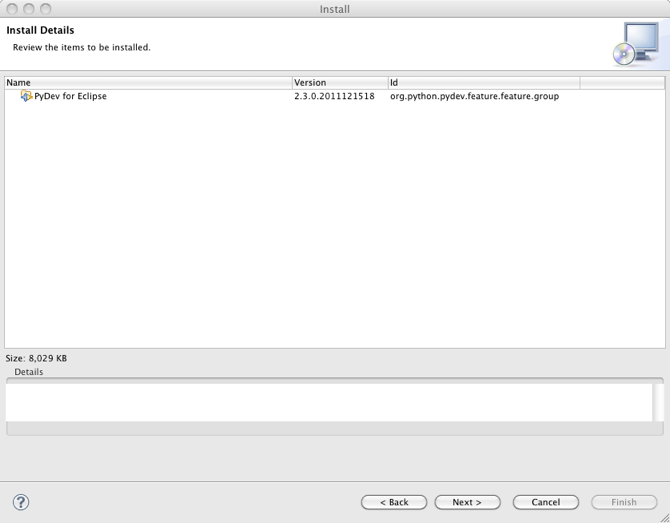 Install
Install Details
Review the items to be installed.
Name Version Id
PyDev for Eclipse 2.3.0.2011121518 org.python.pydev.feature.feature.group
Size: 8,029 KB
Details
? < Back Next > Cancel Finish